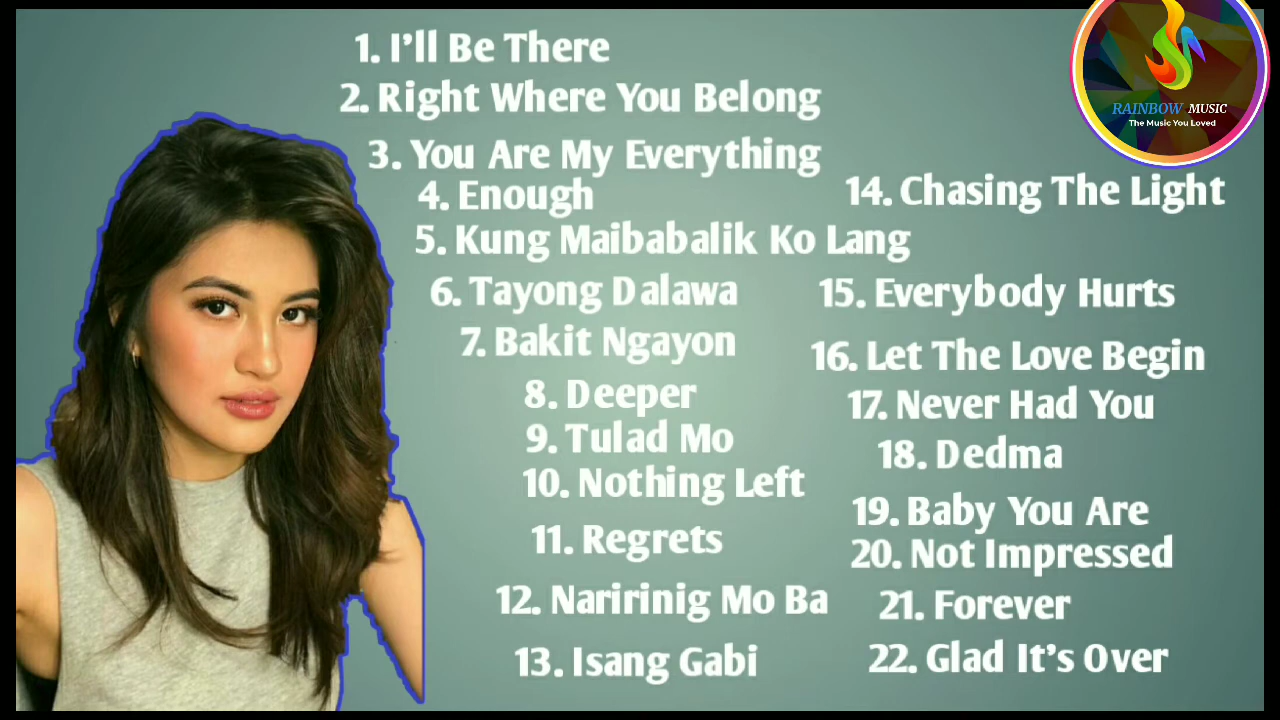 1. I'll Be There
2. Right Where You Belong
3. You Are My Everything
4. Enough
5. Kung Maibabalik Ko Lang
6. Tayong Dalawa
7. Bakit Ngayon
8. Deeper
9. Tulad Mo
10. Nothing Left
11. Regrets
12. Naririnig Mo Ba
13. Isang Gabi
14. Chasing The Light
15. Everybody Hurts
16. Let The Love Begin
17. Never Had You
18. Dedma
19. Baby You Are
20. Not Impressed
21. Forever
22. Glad It's Over
RAINBOW MUSIC
The Music You Loved